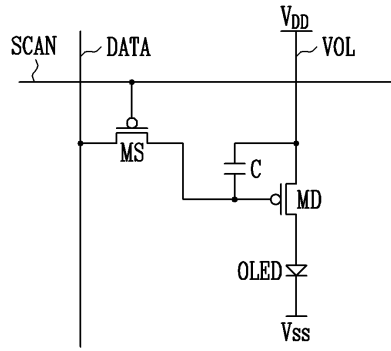 VDD
SCAN
DATA
VOL
MS
C
MD
OLED
VSS